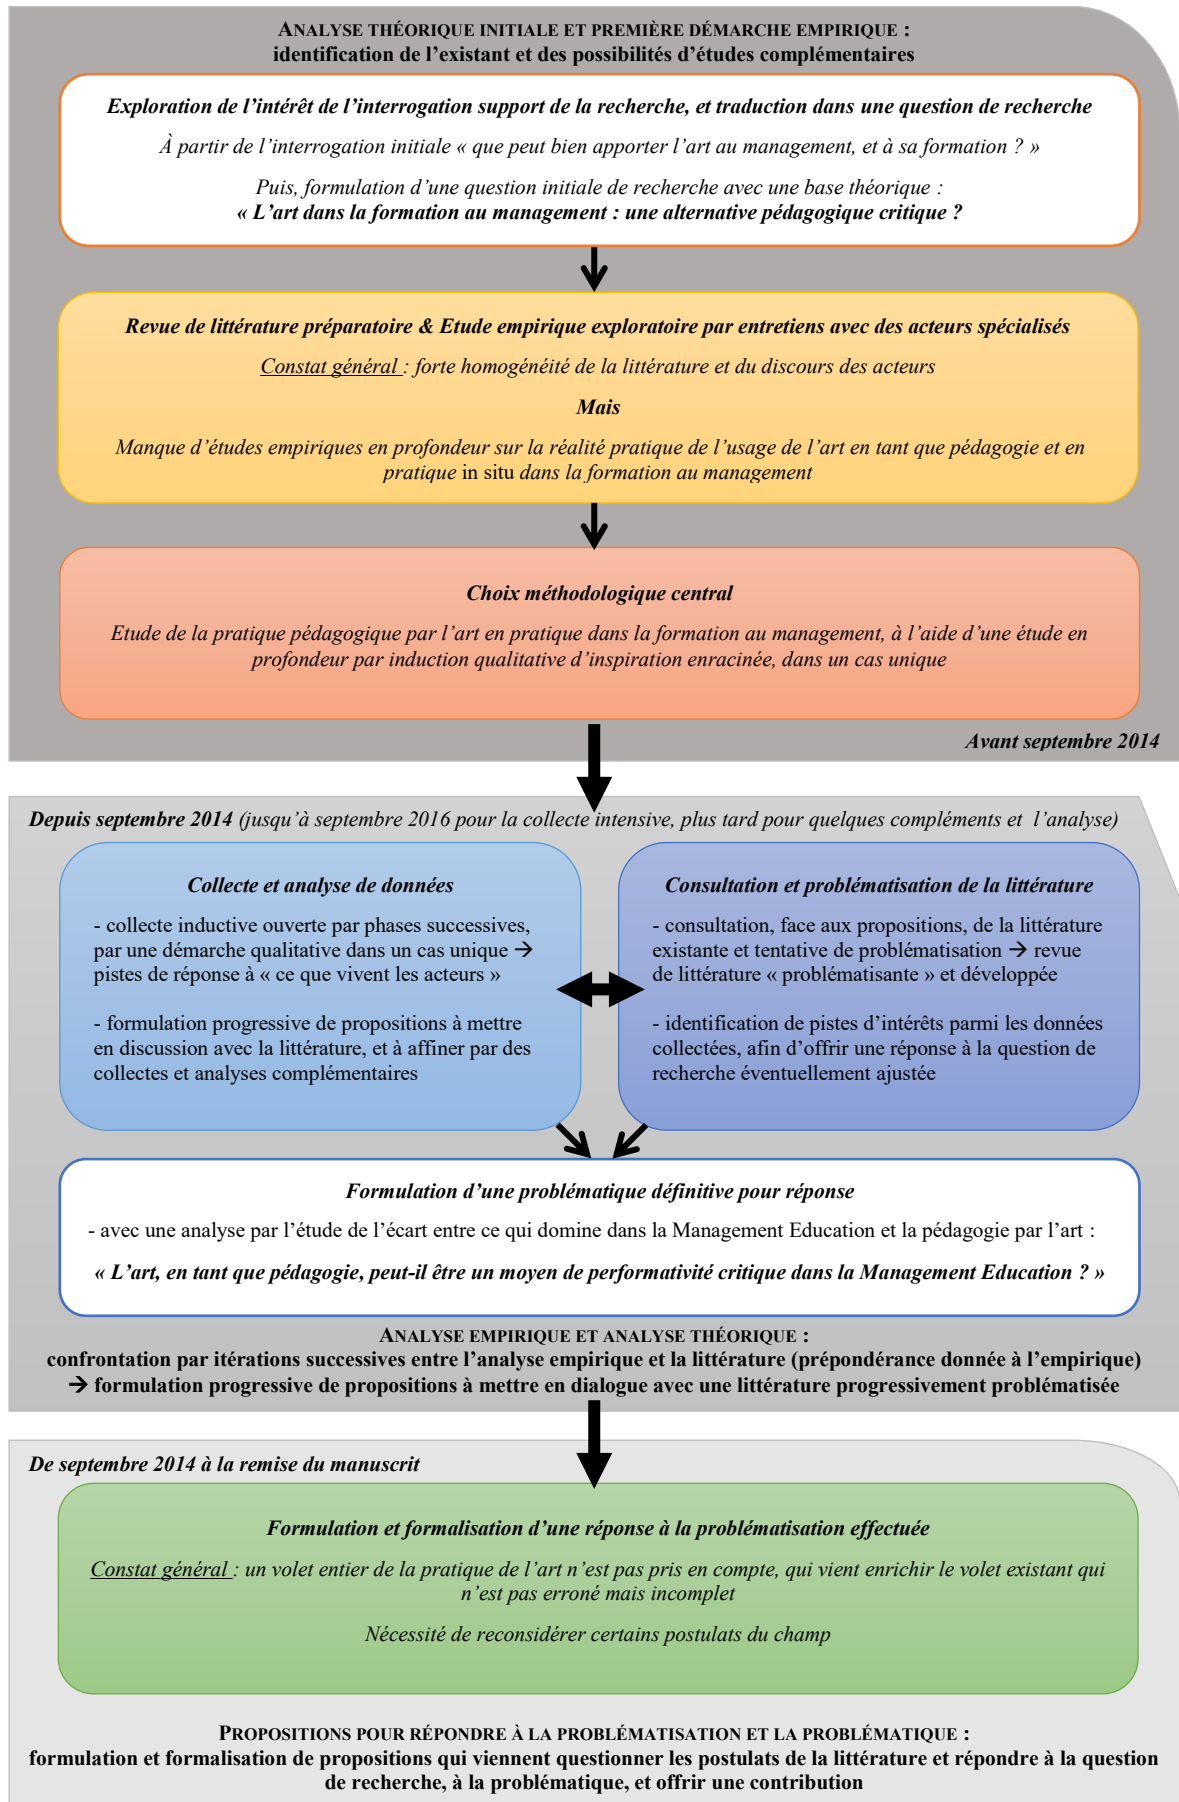 ANALYSE THÉORIQUE INITIALE ET PREMIÈRE DÉMARCHE EMPIRIQUE :
identification de l’existant et des possibilités d’études complémentaires
Exploration de l’intérêt de l’interrogation support de la recherche, et traduction dans une question de recherche
À partir de l’interrogation initiale « que peut bien apporter l’art au management, et à sa formation ? »
Puis, formulation d’une question initiale de recherche avec une base théorique :
« L’art dans la formation au management : une alternative pédagogique critique ?
Revue de littérature préparatoire & Etude empirique exploratoire par entretiens avec des acteurs spécialisés
Constat général : forte homogénéité de la littérature et du discours des acteurs
Mais
Manque d’études empiriques en profondeur sur la réalité pratique de l’usage de l’art en tant que pédagogie et en
pratique in situ dans la formation au management
Choix méthodologique central
Etude de la pratique pédagogique par l’art en pratique dans la formation au management, à l’aide d’une étude en
profondeur par induction qualitative d’inspiration enracinée, dans un cas unique
Avant septembre 2014
Depuis septembre 2014 (jusqu’à septembre 2016 pour la collecte intensive, plus tard pour quelques compléments et l’analyse)
Collecte et analyse de données
- collecte inductive ouverte par phases successives,
par une démarche qualitative dans un cas unique →
pistes de réponse à « ce que vivent les acteurs »
- formulation progressive de propositions à mettre
en discussion avec la littérature, et à affiner par des
collectes et analyses complémentaires
Consultation et problématisation de la littérature
- consultation, face aux propositions, de la littérature
existante et tentative de problématisation → revue
de littérature « problématisante » et développée
- identification de pistes d’intérêts parmi les données
collectées, afin d’offrir une réponse à la question de
recherche éventuellement ajustée
Formulation d’une problématique définitive pour réponse
- avec une analyse par l’étude de l’écart entre ce qui domine dans la Management Education et la pédagogie par l’art :
« L’art, en tant que pédagogie, peut-il être un moyen de performativité critique dans la Management Education ? »
ANALYSE EMPIRIQUE ET ANALYSE THÉORIQUE :
confrontation par itérations successives entre l’analyse empirique et la littérature (prépondérance donnée à l’empirique)
→ formulation progressive de propositions à mettre en dialogue avec une littérature progressivement problématisée
De septembre 2014 à la remise du manuscrit
Formulation et formalisation d’une réponse à la problématisation effectuée
Constat général : un volet entier de la pratique de l’art n’est pas pris en compte, qui vient enrichir le volet existant qui
n’est pas erroné mais incomplet
Nécessité de reconsidérer certains postulats du champ
PROPOSITIONS POUR RÉPONDRE À LA PROBLÉMATISATION ET LA PROBLÉMATIQUE :
formulation et formalisation de propositions qui viennent questionner les postulats de la littérature et répondre à la question
de recherche, à la problématique, et offrir une contribution